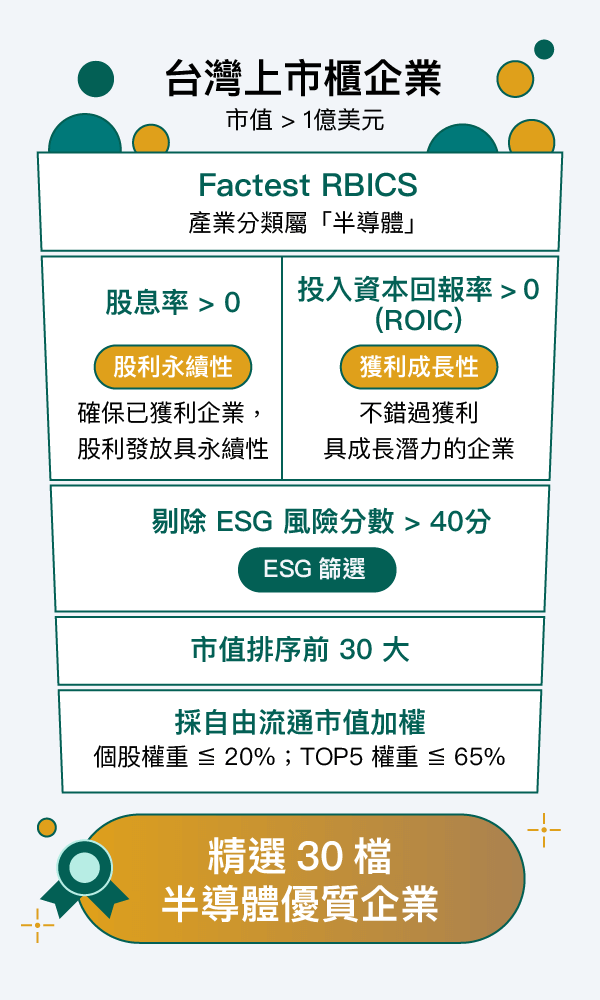 台灣上市櫃企業
市值 > 1億美元
Factest RBICS
產業分類屬「半導體」
股息率 > 0
股利永續性
確保已獲利企業，
股利發放具永續性
投入資本回報率 > 0
(ROIC)
獲利成長性
不錯過獲利
具成長潛力的企業
剔除 ESG 風險分數 > 40分
ESG 篩選
市值排序前 30 大
採自由流通市值加權
個股權重 ≦ 20%；TOP5 權重 ≦ 65%
精選 30 檔
半導體優質企業